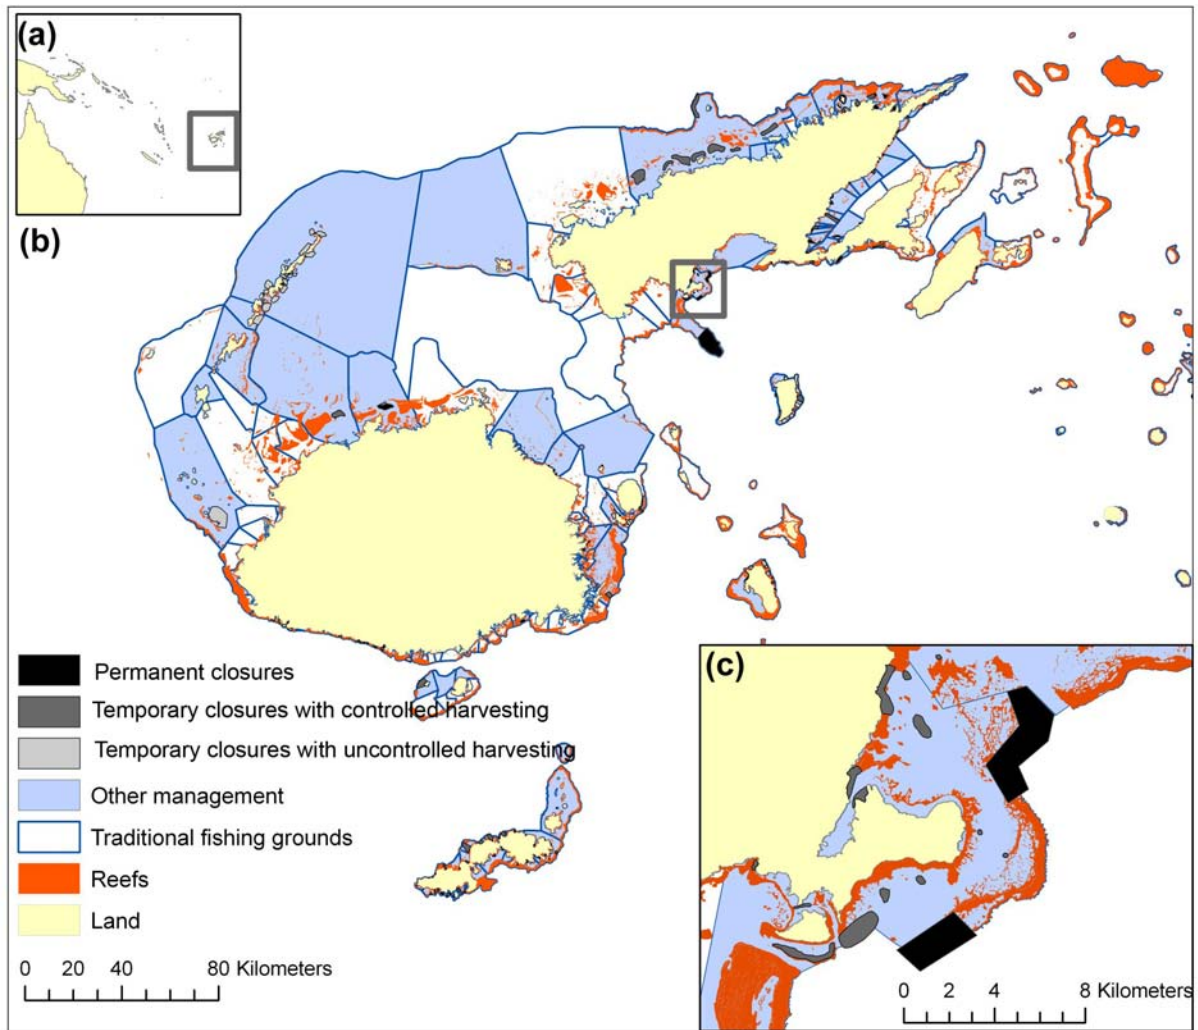 (a)
(b)
Permanent closures
Temporary closures with controlled harvesting
Temporary closures with uncontrolled harvesting
Other management
Traditional fishing grounds
Reefs
Land
0 20 40 80 Kilometers
(c)
0 2 4 8 Kilometers